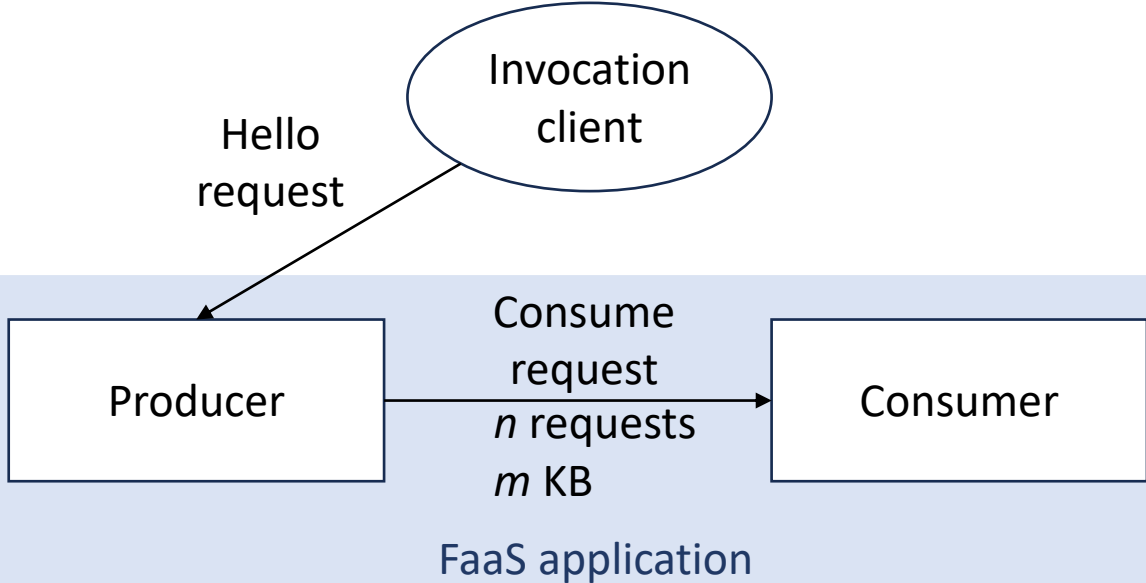 Invocation
client
Hello
request
Consume
request
Producer
Consumer
n requests
m KB
FaaS application